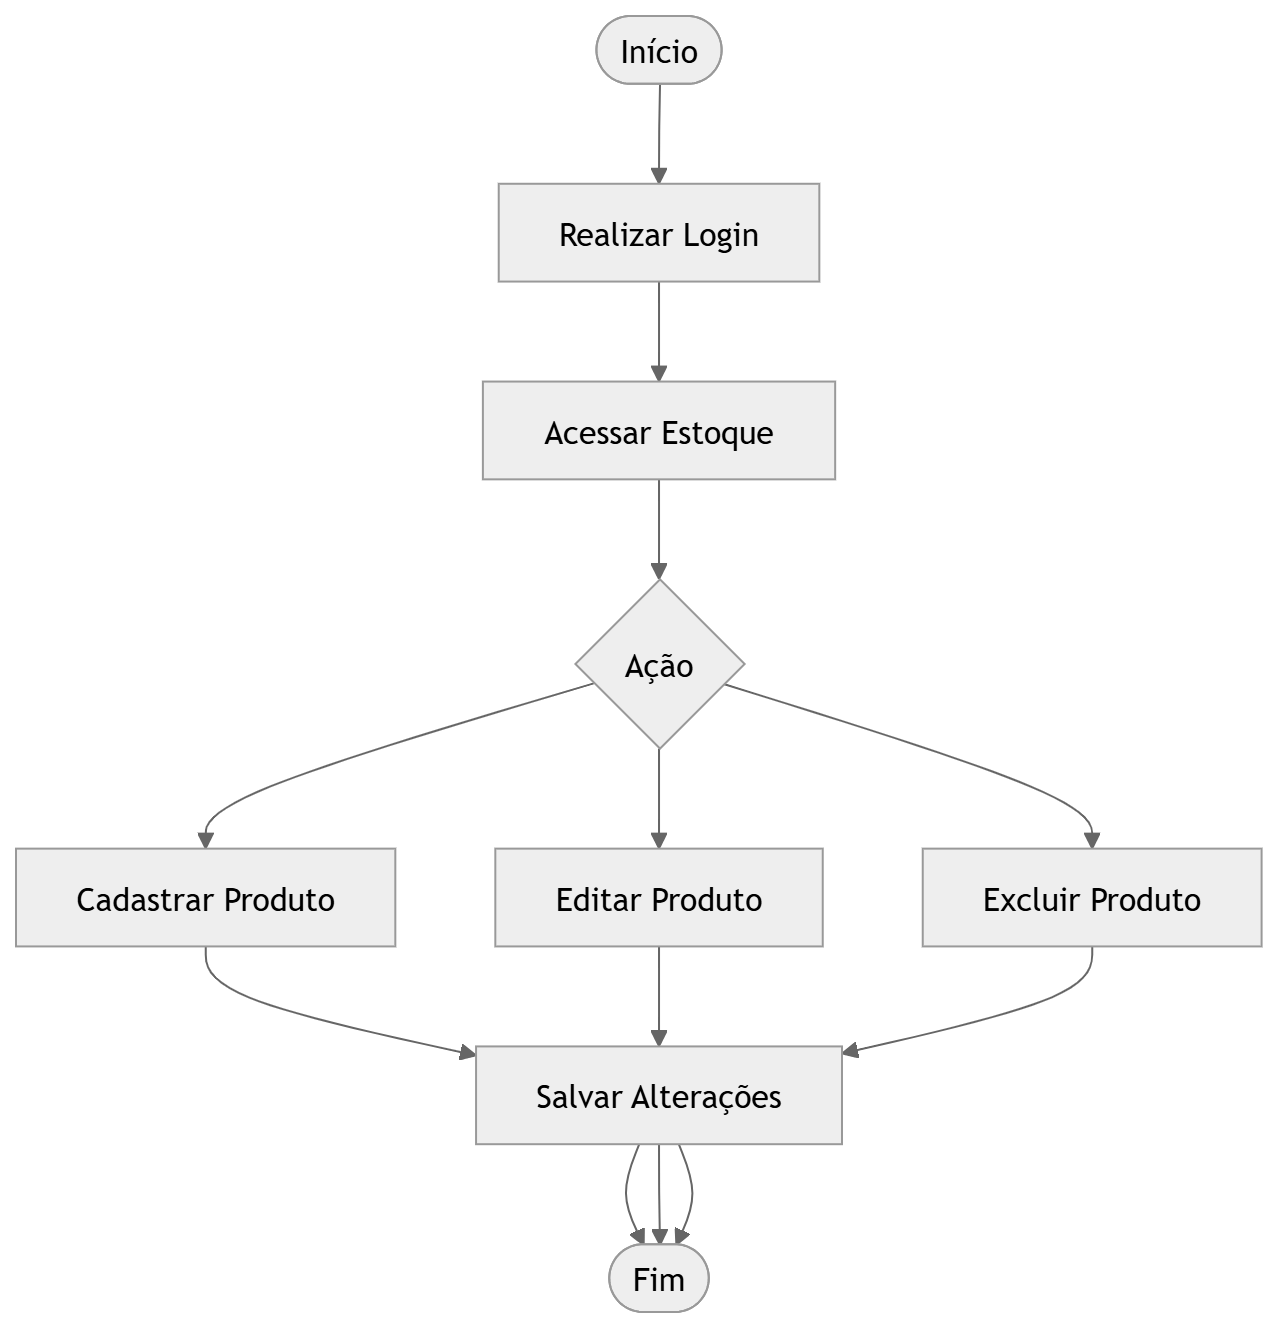 Início
Realizar Login
Acessar Estoque
Ação
Cadastrar Produto
Editar Produto
Excluir Produto
Salvar Alterações
Fim